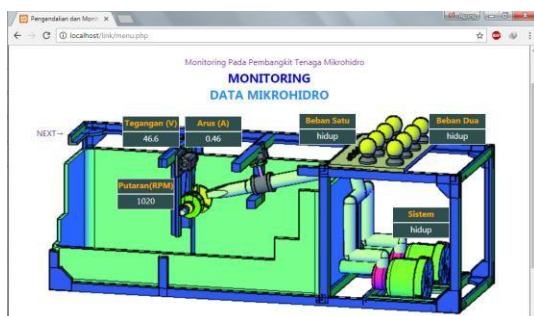 Pengendalian dan Monit
localhost/link/menu.php
Monitoring Pada Pembangkit Tenaga Mikrohidro
MONITORING
DATA MIKROHIDRO
Tegangan (V)
46.6
Arus (A)
0.46
Beban Satu
hidup
Beban Dua
hidup
NEXT→
Putaran(RPM)
1020
Sistem
hidup